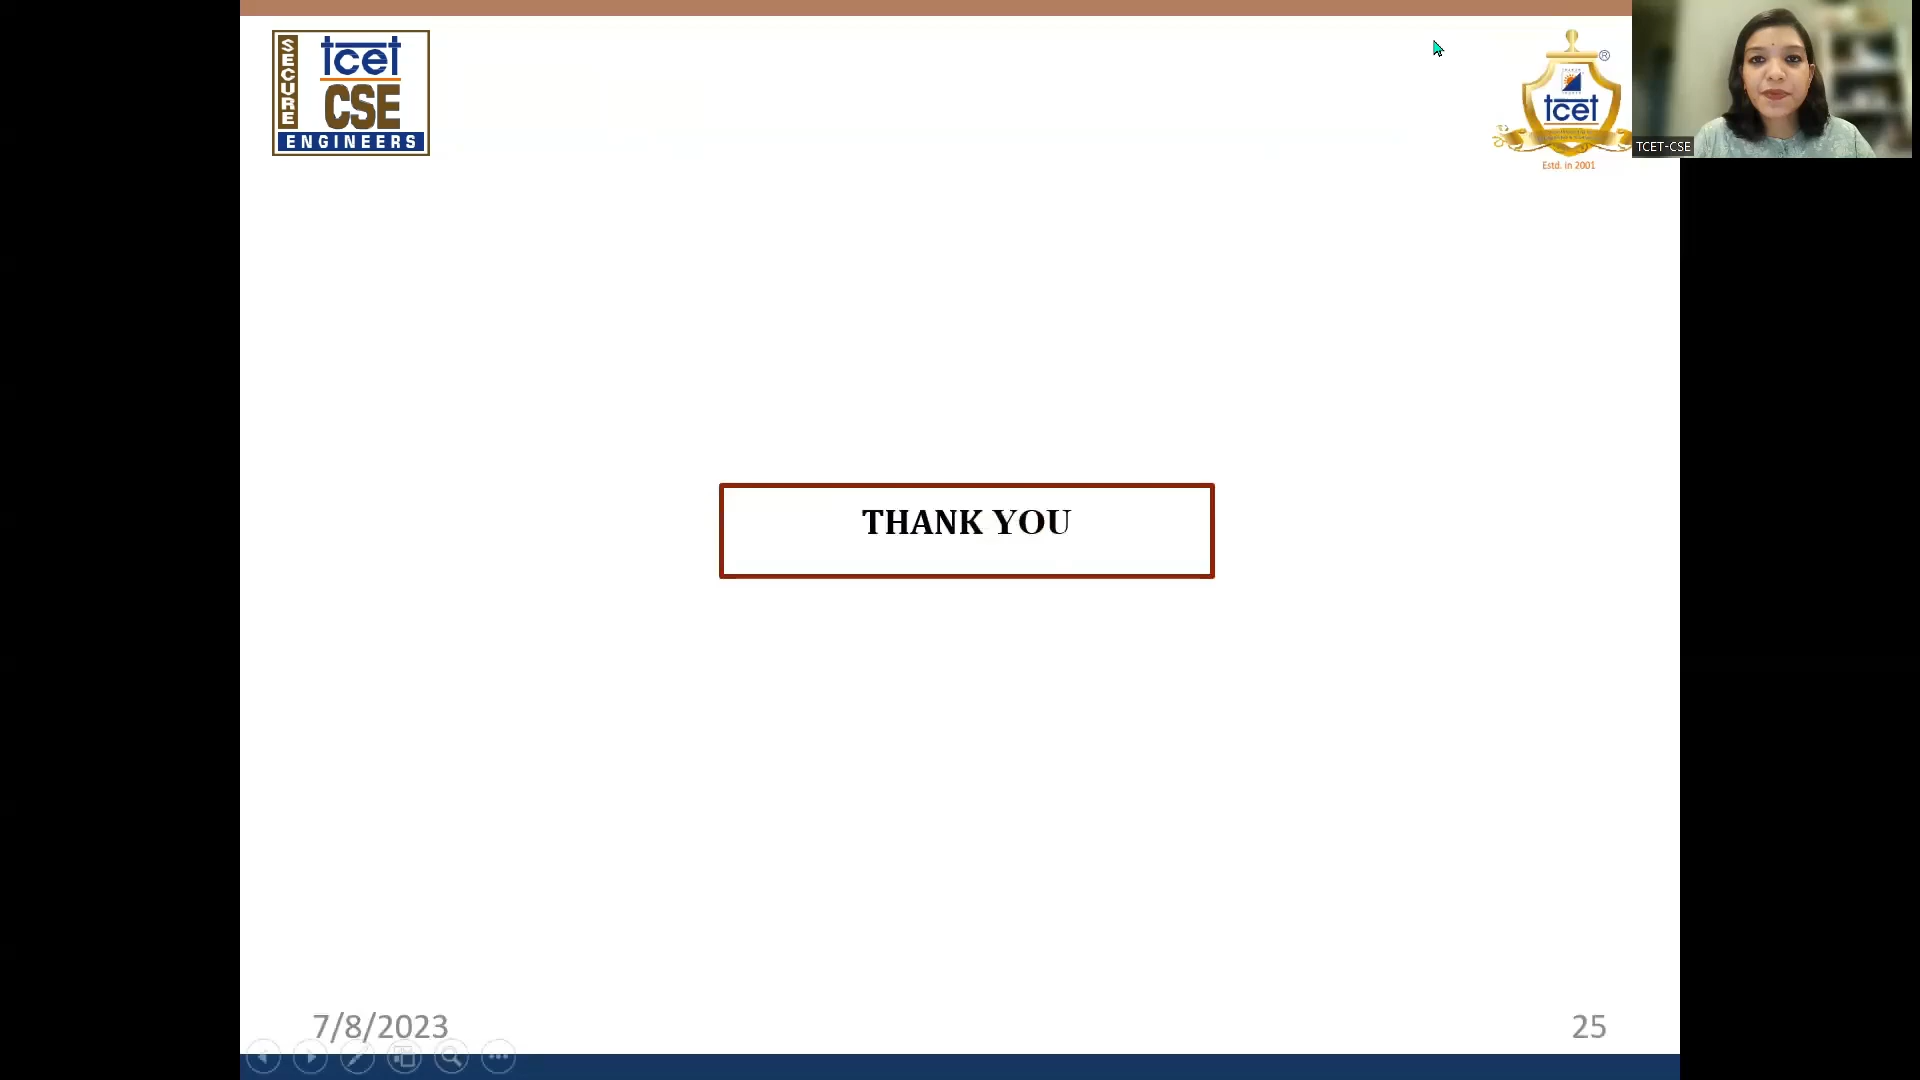 SECURE
tcet
CSE
ENGINEERS
®
tcet
Estd. in 2001
TCET-CSE
THANK YOU
7/8/2023
25